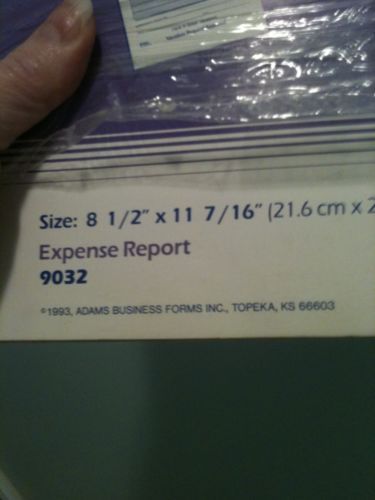 Size: 8 1/2" x 11 7/16" (21.6 cm x 2
Expense Report
9032
©1993, ADAMS BUSINESS FORMS INC., TOPEKA, KS 66603